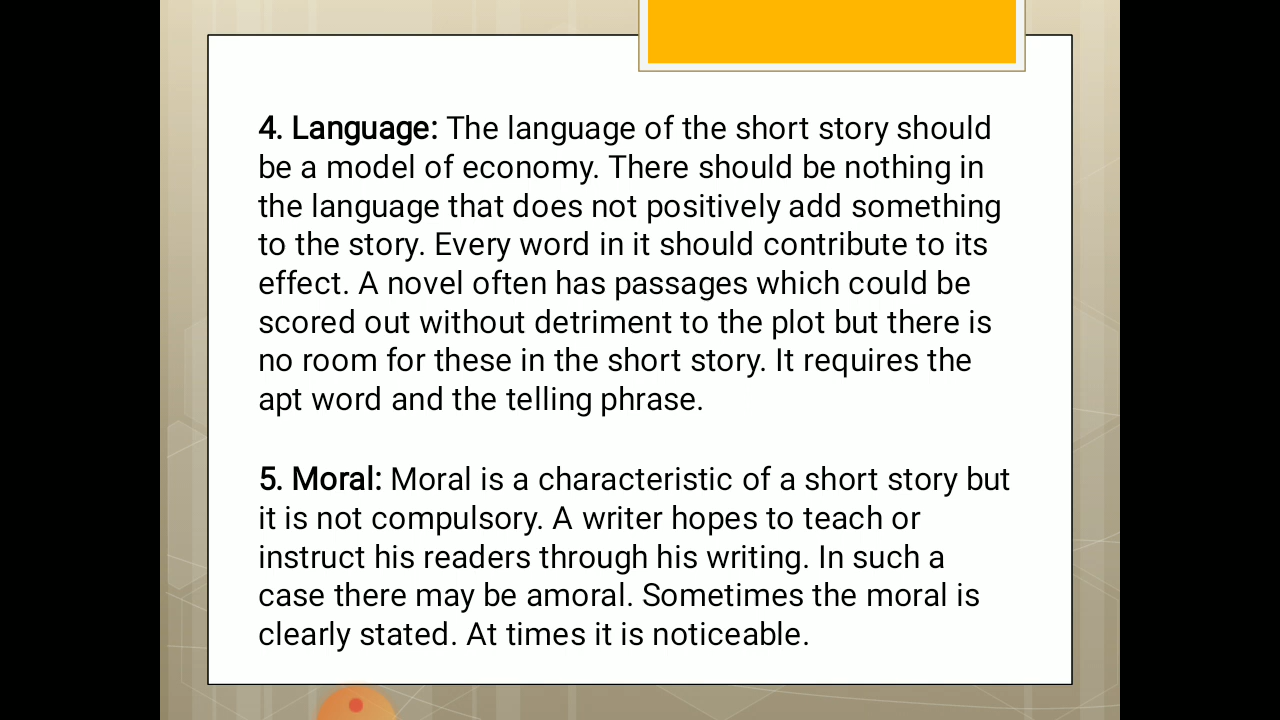 4. Language: The language of the short story should
be a model of economy. There should be nothing in
the language that does not positively add something
to the story. Every word in it should contribute to its
effect. A novel often has passages which could be
scored out without detriment to the plot but there is
no room for these in the short story. It requires the
apt word and the telling phrase.
5. Moral: Moral is a characteristic of a short story but
it is not compulsory. A writer hopes to teach or
instruct his readers through his writing. In such a
case there may be amoral. Sometimes the moral is
clearly stated. At times it is noticeable.